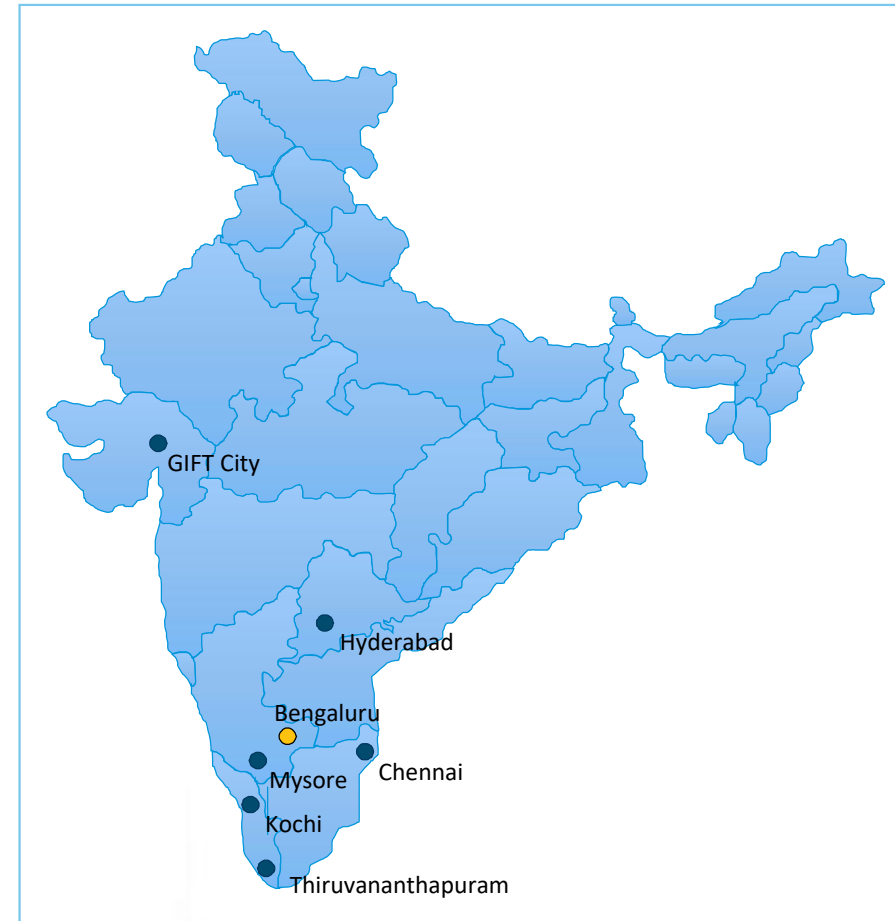 GIFT City
Hyderabad
Bengaluru
Chennai
Mysore
Kochi
Thiruvananthapuram